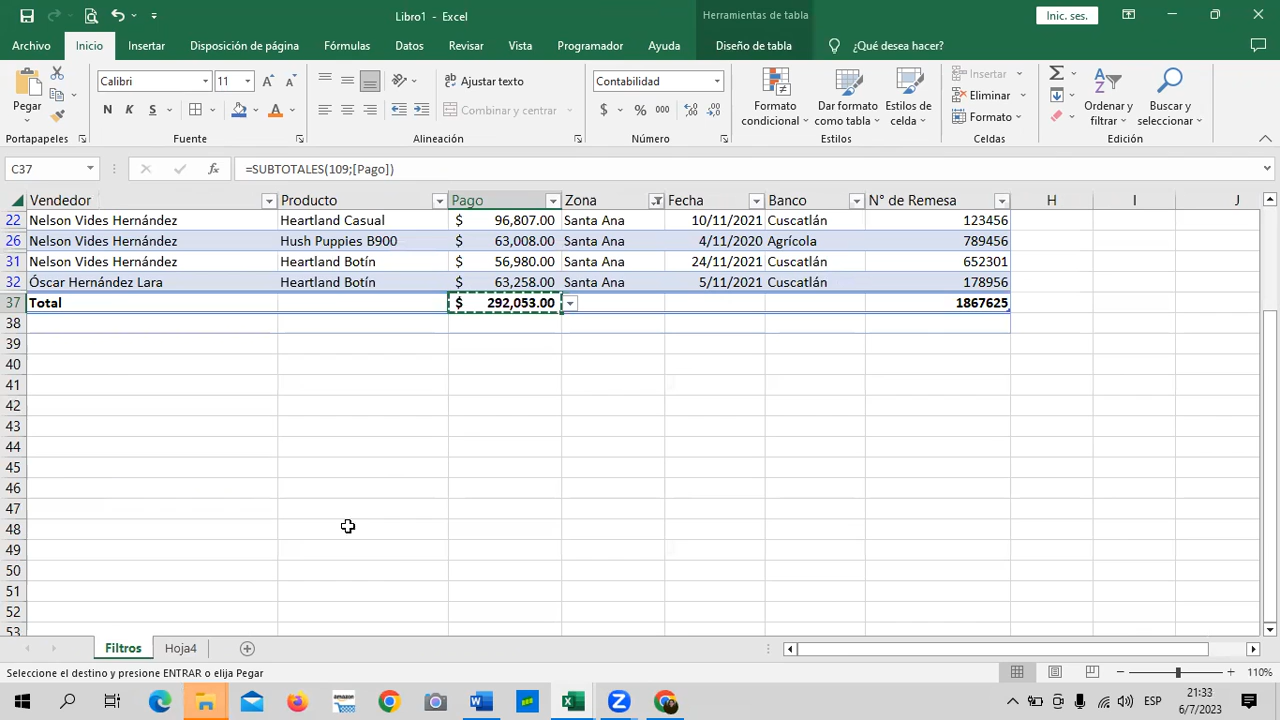 Libro1 - Excel
Herramientas de tabla
Inic. ses.
Archivo Inicio Insertar Disposición de página Fórmulas Datos Revisar Vista Programador Ayuda Diseño de tabla ¿Qué desea hacer?
Pegar
Portapapeles
Calibri 11
N K S
Fuente
Ajustar texto
Combinar y centrar
Alineación
Contabilidad
$ % 000
Número
Formato condicional
Dar formato como tabla
Estilos de celda
Estilos
Insertar
Eliminar
Formato
Celdas
Ordenar y filtrar
Buscar y seleccionar
Edición
C37 fx =SUBTOTALES(109;[Pago])
Vendedor Producto Pago Zona Fecha Banco N° de Remesa H I J
22 Nelson Vides Hernández Heartland Casual $ 96,807.00 Santa Ana 10/11/2021 Cuscatlán 123456
26 Nelson Vides Hernández Hush Puppies B900 $ 63,008.00 Santa Ana 4/11/2020 Agrícola 789456
31 Nelson Vides Hernández Heartland Botín $ 56,980.00 Santa Ana 24/11/2021 Cuscatlán 652301
32 Óscar Hernández Lara Heartland Botín $ 63,258.00 Santa Ana 5/11/2021 Cuscatlán 178956
37 Total $ 292,053.00 1867625
38
39
40
41
42
43
44
45
46
47
48
49
50
51
52
53
Filtros Hoja4
Seleccione el destino y presione ENTRAR o elija Pegar
110%
ESP
21:33
6/7/2023